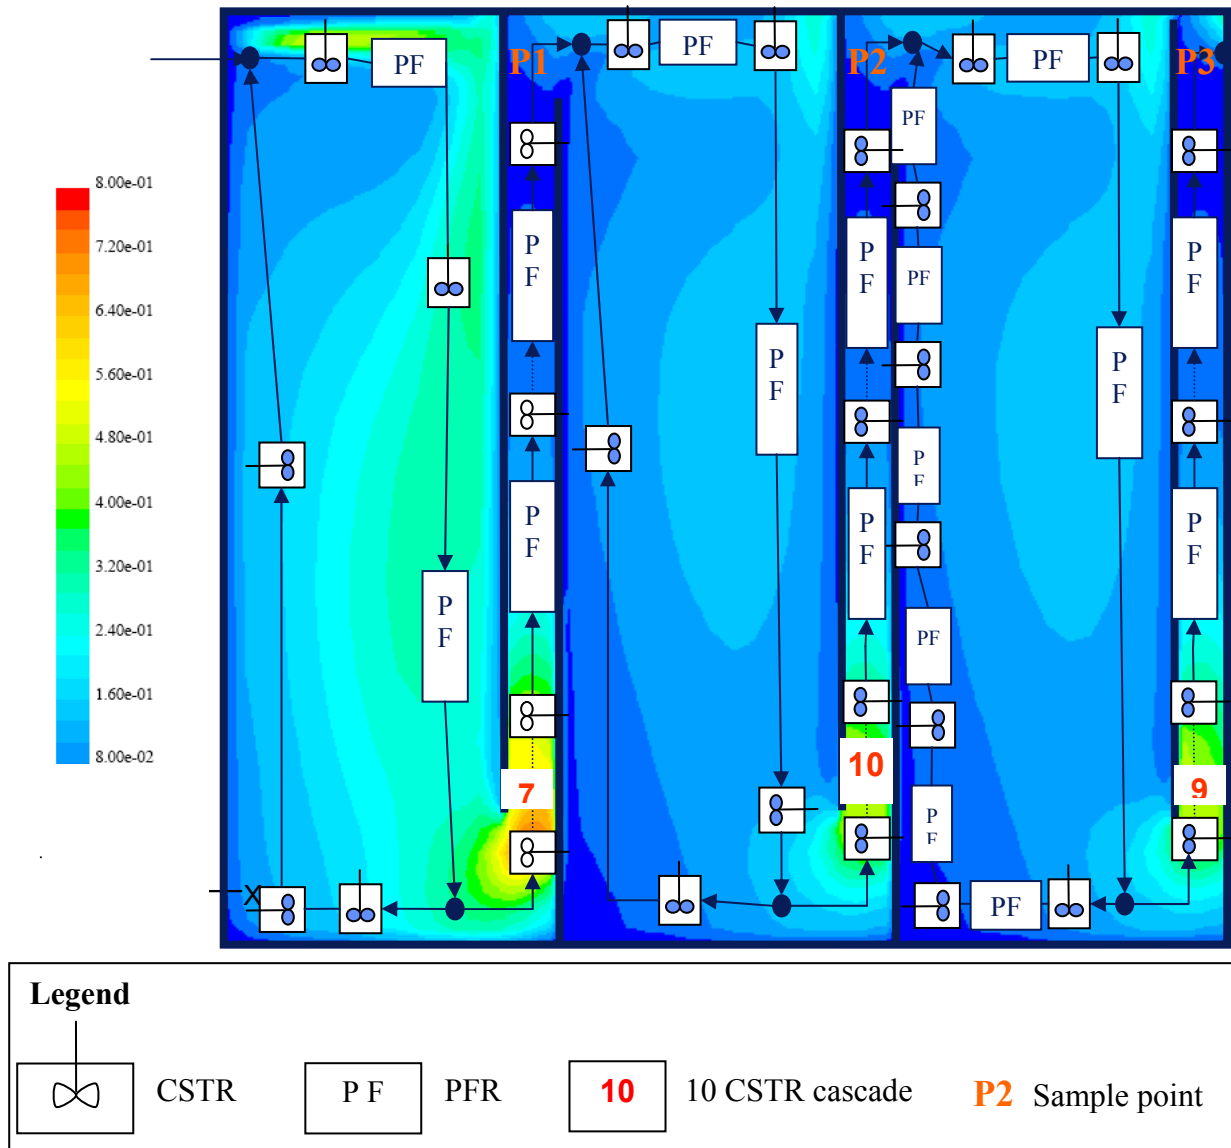 8.00e-01
7.20e-01
6.40e-01
5.60e-01
4.80e-01
4.00e-01
3.20e-01
2.40e-01
1.60e-01
8.00e-02
PF
P
F
X
P1
P
F
P
F
7
PF
P
F
P2
P
F
P
F
10
PF
PF
PF
PF
PF
PF
PF
P
F
P3
P
F
P
F
9
Legend
CSTR
P F
PFR
10
10 CSTR cascade
P2 Sample point